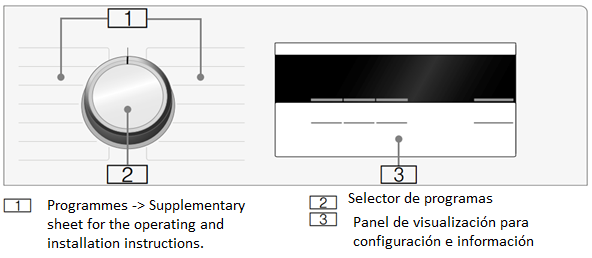 1
2
3
1 Programmes -> Supplementary
sheet for the operating and
installation instructions.
2 Selector de programas
3 Panel de visualización para
configuración e información